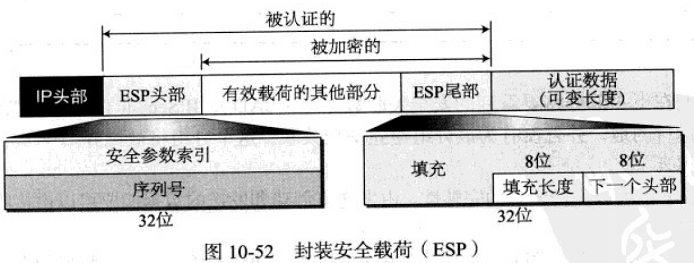 被认证的
被加密的
IP头部 ESP头部 有效载荷的其他部分 ESP尾部 认证数据
(可变长度)
安全参数索引
序列号
32位
填充
8位 8位
填充长度 下一个头部
32位
图 10-52 封装安全载荷（ESP）